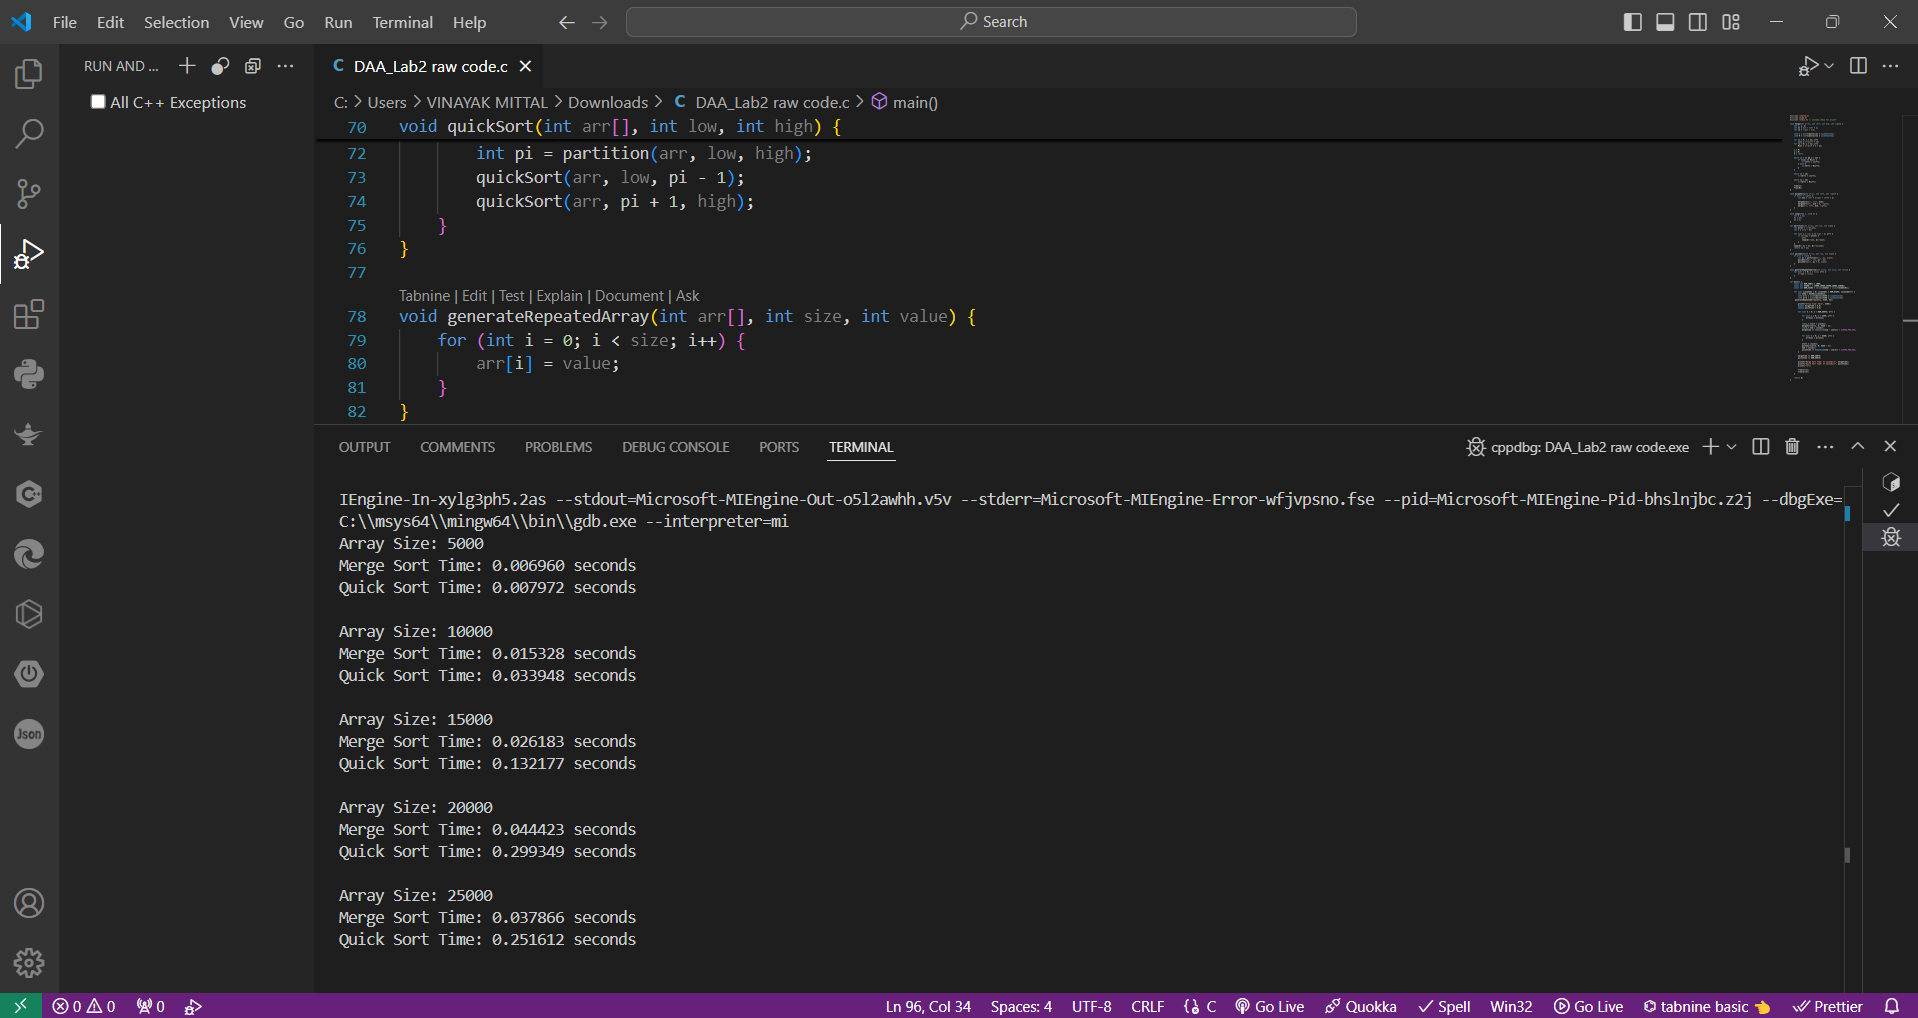 File Edit Selection View Go Run Terminal Help
Search
RUN AND ...
All C++ Exceptions
C DAA_Lab2 raw code.c
C: > Users > VINAYAK MITTAL > Downloads > C DAA_Lab2 raw code.c > main()
70 void quickSort(int arr[], int low, int high) {
72 int pi = partition(arr, low, high);
73 quickSort(arr, low, pi - 1);
74 quickSort(arr, pi + 1, high);
75 }
76 }
77
Tabnine | Edit | Test | Explain | Document | Ask
78 void generateRepeatedArray(int arr[], int size, int value) {
79 for (int i = 0; i < size; i++) {
80 arr[i] = value;
81 }
82 }
OUTPUT COMMENTS PROBLEMS DEBUG CONSOLE PORTS TERMINAL
cppdbg: DAA_Lab2 raw code.exe
IEngine-In-xylg3ph5.2as --stdout=Microsoft-MIEngine-Out-o5l2awhh.v5v --stderr=Microsoft-MIEngine-Error-wfjvpsno.fse --pid=Microsoft-MIEngine-Pid-bhslnjbc.z2j --dbgExe=
C:\\msys64\\mingw64\\bin\\gdb.exe --interpreter=mi
Array Size: 5000
Merge Sort Time: 0.006960 seconds
Quick Sort Time: 0.007972 seconds
Array Size: 10000
Merge Sort Time: 0.015328 seconds
Quick Sort Time: 0.033948 seconds
Array Size: 15000
Merge Sort Time: 0.026183 seconds
Quick Sort Time: 0.132177 seconds
Array Size: 20000
Merge Sort Time: 0.044423 seconds
Quick Sort Time: 0.299349 seconds
Array Size: 25000
Merge Sort Time: 0.037866 seconds
Quick Sort Time: 0.251612 seconds
Json
0 0 0 Ln 96, Col 34 Spaces: 4 UTF-8 CRLF {} C Go Live Quokka Spell Win32 Go Live tabnine basic Prettier